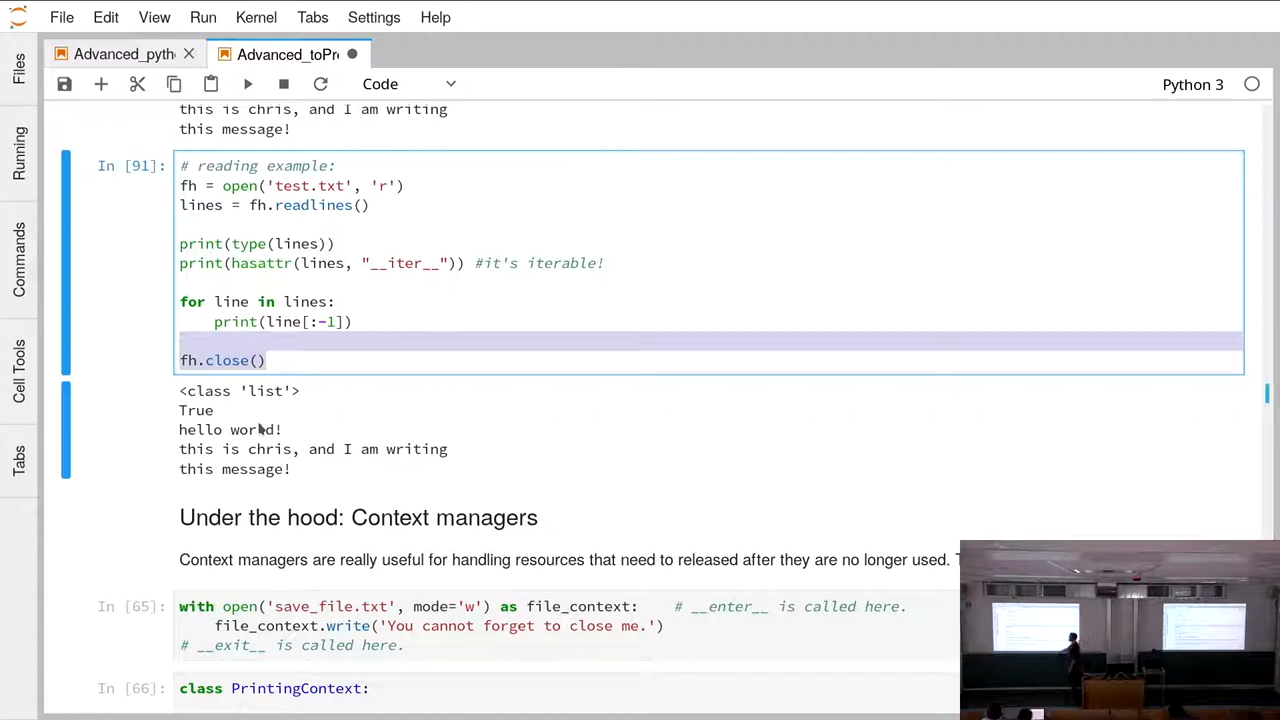 File Edit View Run Kernel Tabs Settings Help
Advanced_pyth
Advanced_toPr
Code
Python 3
Files
Running
Commands
Cell Tools
Tabs
this is chris, and I am writing
this message!
In [91]:
# reading example:
fh = open('test.txt', 'r')
lines = fh.readlines()
print(type(lines))
print(hasattr(lines, "__iter__")) #it's iterable!
for line in lines:
print(line[:-1])
fh.close()
<class 'list'>
True
hello world!
this is chris, and I am writing
this message!
Under the hood: Context managers
Context managers are really useful for handling resources that need to released after they are no longer used.
In [65]:
with open('save_file.txt', mode='w') as file_context: # __enter__ is called here.
file_context.write('You cannot forget to close me.')
# __exit__ is called here.
In [66]:
class PrintingContext: